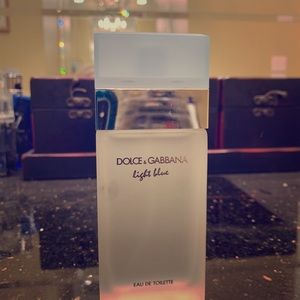 DOLCE & GABBANA
light blue
EAU DE TOILETTE